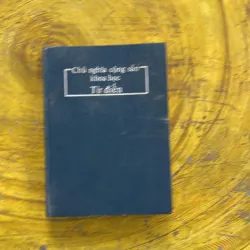 Chủ nghĩa cộng sản
khoa học
Từ điển